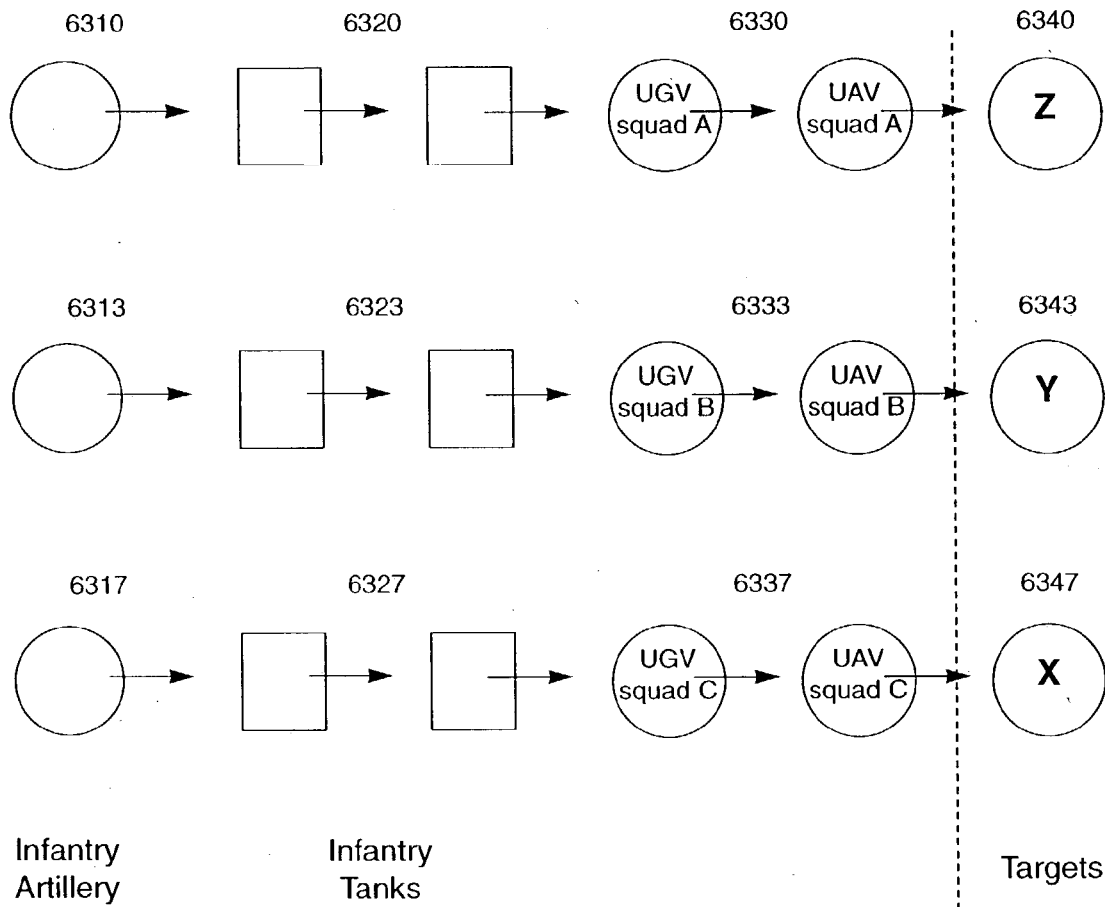 6310 6320 6330 6340
UGV squad A
UAV squad A
Z
6313 6323 6333 6343
UGV squad B
UAV squad B
Y
6317 6327 6337 6347
UGV squad C
UAV squad C
X
Infantry Artillery
Infantry Tanks
Targets